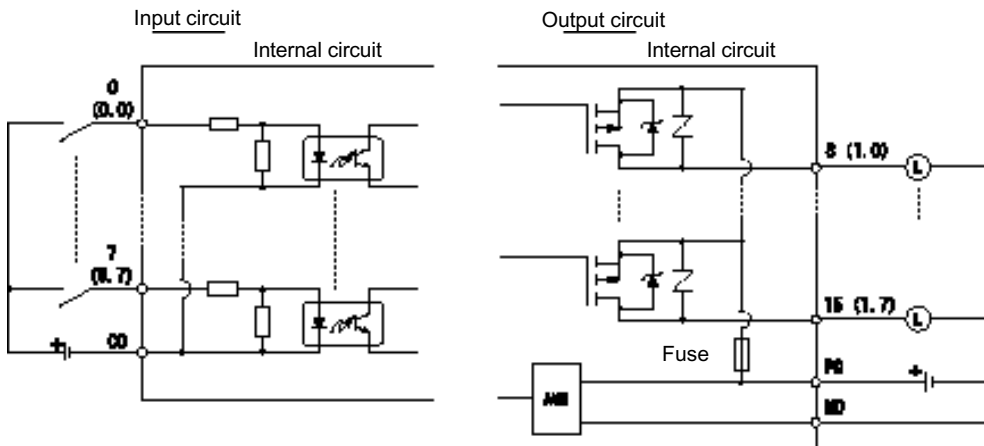 Input circuit
Internal circuit
0
(0.0)
7
(0.7)
C0
+
Output circuit
Internal circuit
8 (1.0)
L
15 (1.7)
L
Fuse
+